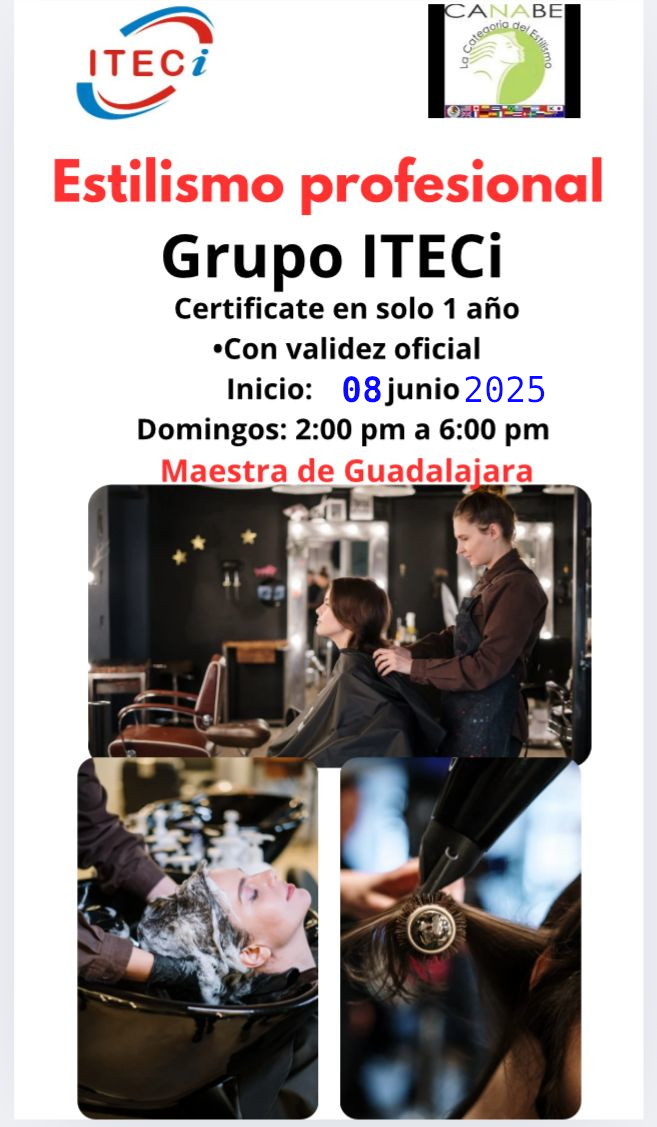 ITECi
CANABE
La Categoria del Estilismo
Estilismo profesional
Grupo ITECi
Certificate en solo 1 año
•Con validez oficial
Inicio: 08 junio 2025
Domingos: 2:00 pm a 6:00 pm
Maestra de Guadalajara